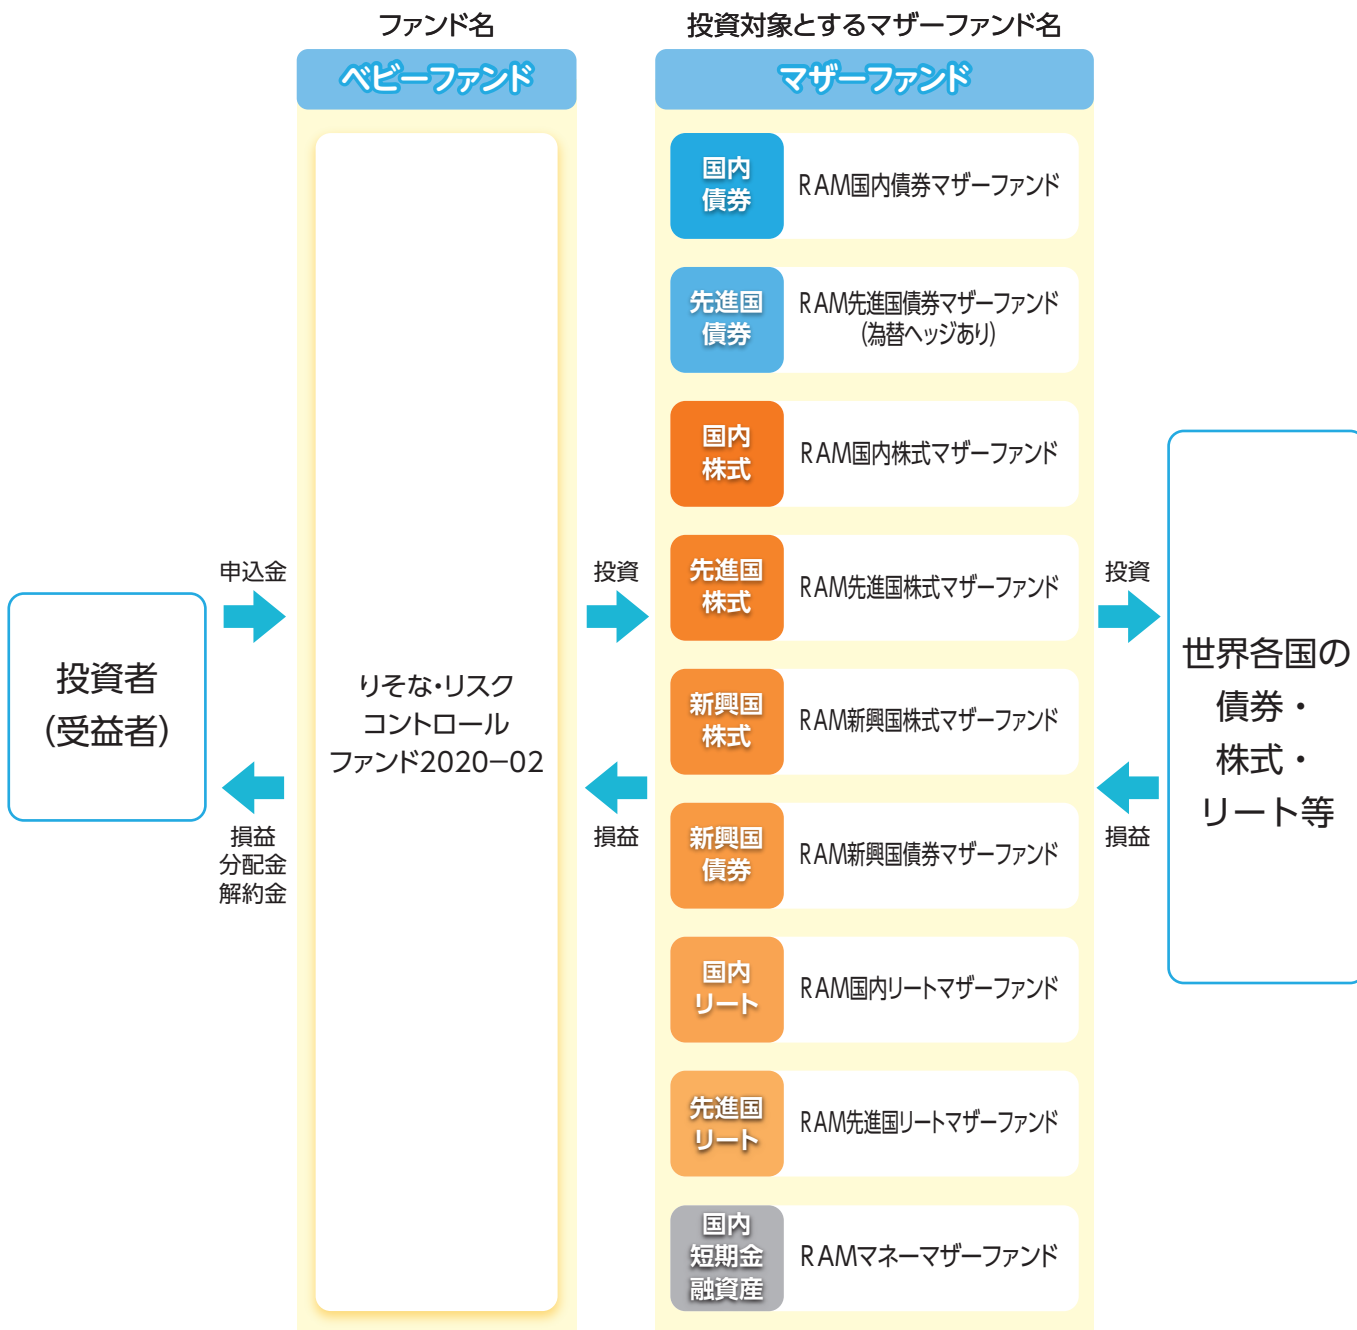 ファンド名
投資対象とするマザーファンド名
ベビーファンド
マザーファンド
投資者
(受益者)
申込金
損益
分配金
解約金
りそな・リスク
コントロール
ファンド2020−02
投資
損益
国内
債券
RAM国内債券マザーファンド
先進国
債券
RAM先進国債券マザーファンド
(為替ヘッジあり)
国内
株式
RAM国内株式マザーファンド
先進国
株式
RAM先進国株式マザーファンド
新興国
株式
RAM新興国株式マザーファンド
新興国
債券
RAM新興国債券マザーファンド
国内
リート
RAM国内リートマザーファンド
先進国
リート
RAM先進国リートマザーファンド
国内
短期金
融資産
RAMマネーマザーファンド
投資
損益
世界各国の
債券・
株式・
リート等